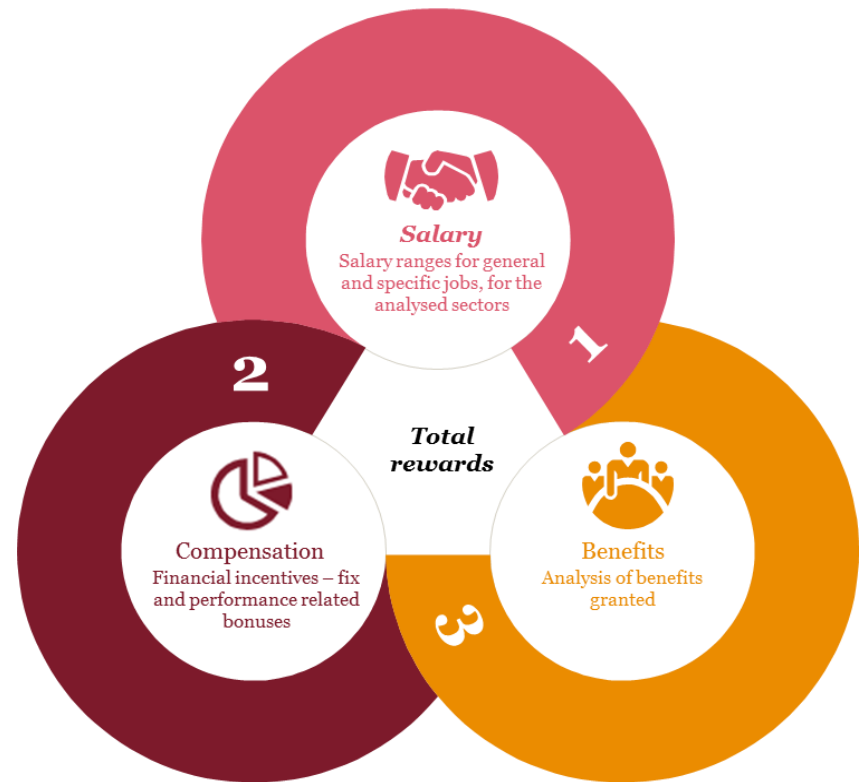 Salary
Salary ranges for general
and specific jobs, for the
analysed sectors
1
2
Total
rewards
Compensation
Financial incentives – fix
and performance related
bonuses
Benefits
Analysis of benefits
granted
3